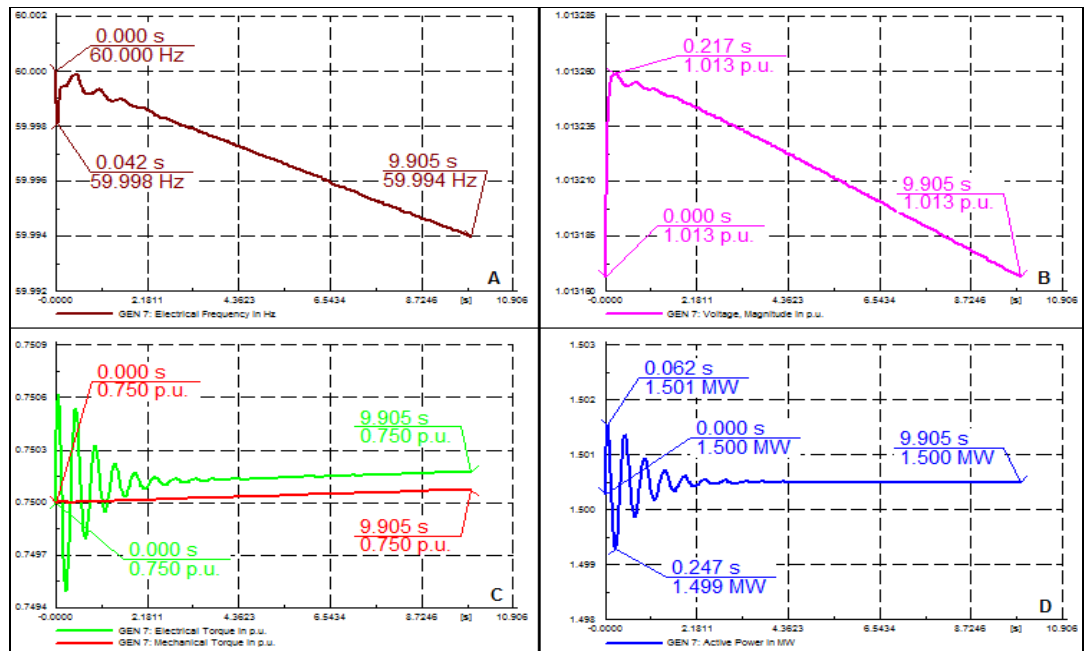 60.002
60.000
59.998
59.996
59.994
59.992
-0.0000
2.1811
4.3623
6.5434
8.7246
[s]
10.906
0.000 s
60.000 Hz
0.042 s
59.998 Hz
9.905 s
59.994 Hz
A
GEN 7: Electrical Frequency in Hz
1.013285
1.013260
1.013235
1.013210
1.013185
1.013160
-0.0000
2.1811
4.3623
6.5434
8.7246
[s]
10.906
0.217 s
1.013 p.u.
9.905 s
1.013 p.u.
0.000 s
1.013 p.u.
B
GEN 7: Voltage, Magnitude in p.u.
0.7509
0.7506
0.7503
0.7500
0.7497
0.7494
-0.0000
2.1811
4.3623
6.5434
8.7246
[s]
10.906
0.000 s
0.750 p.u.
9.905 s
0.750 p.u.
0.000 s
0.750 p.u.
9.905 s
0.750 p.u.
C
GEN 7: Electrical Torque in p.u.
GEN 7: Mechanical Torque in p.u.
1.503
1.502
1.501
1.500
1.499
1.498
-0.0000
2.1811
4.3623
6.5434
8.7246
[s]
10.906
0.062 s
1.501 MW
0.000 s
1.500 MW
9.905 s
1.500 MW
0.247 s
1.499 MW
D
GEN 7: Active Power in MW